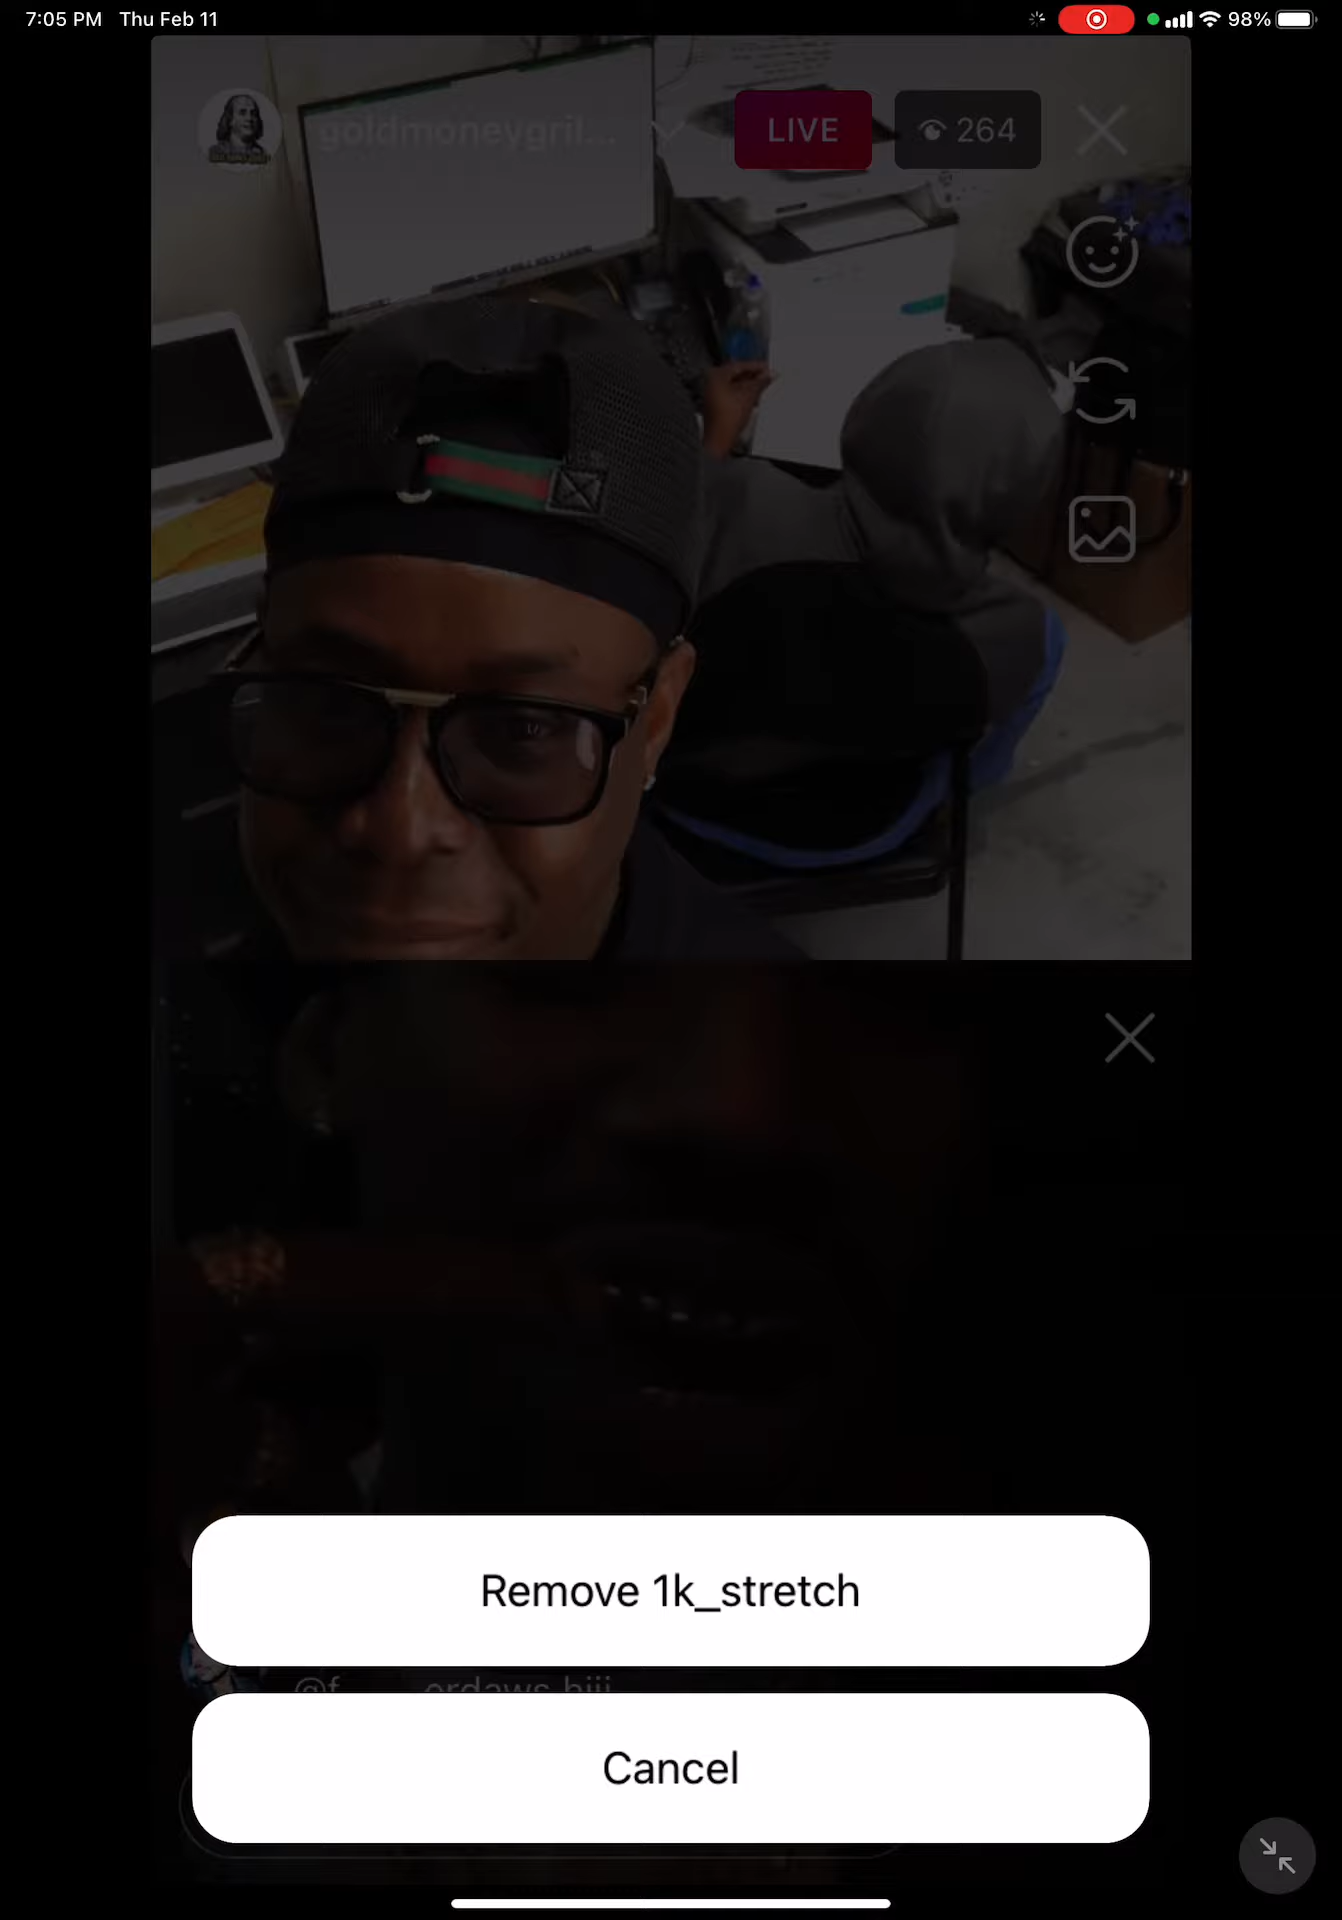 7:05 PM Thu Feb 11
98%
goldmoneygril...
LIVE
264
Remove 1k_stretch
Cancel